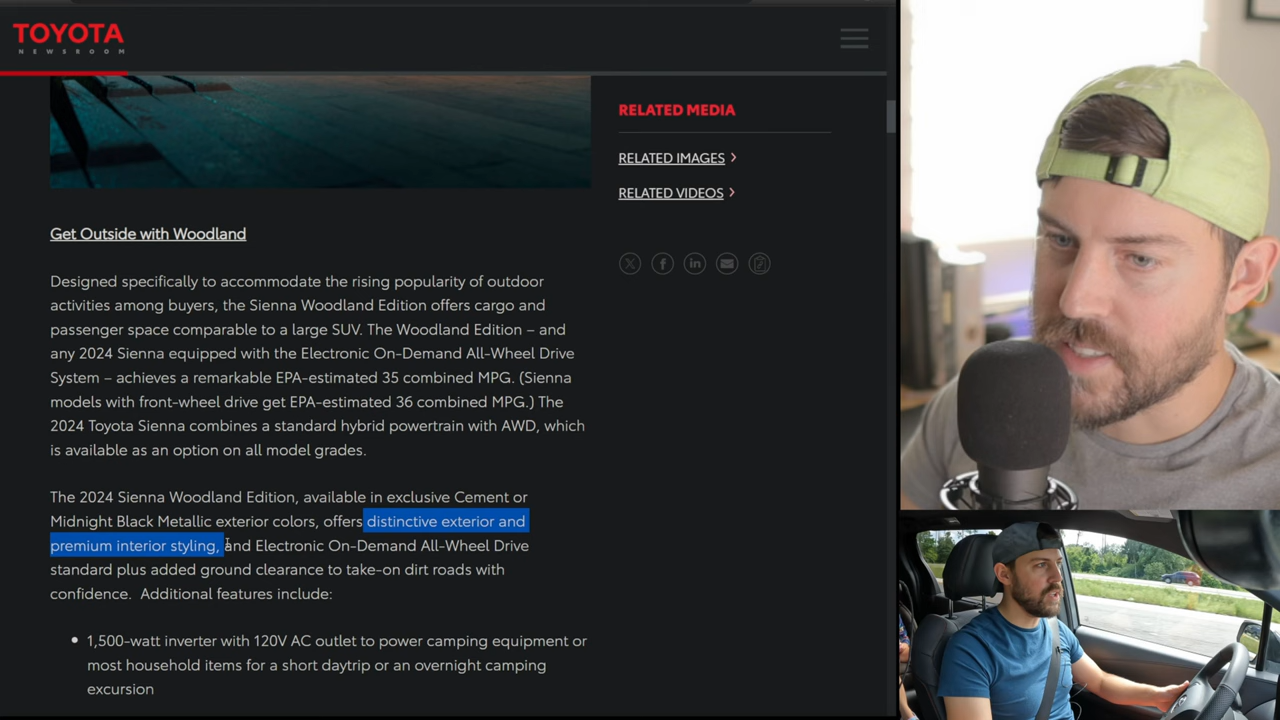 TOYOTA
NEWSROOM
RELATED MEDIA
RELATED IMAGES
RELATED VIDEOS
Get Outside with Woodland
Designed specifically to accommodate the rising popularity of outdoor
activities among buyers, the Sienna Woodland Edition offers cargo and
passenger space comparable to a large SUV. The Woodland Edition – and
any 2024 Sienna equipped with the Electronic On-Demand All-Wheel Drive
System – achieves a remarkable EPA-estimated 35 combined MPG. (Sienna
models with front-wheel drive get EPA-estimated 36 combined MPG.) The
2024 Toyota Sienna combines a standard hybrid powertrain with AWD, which
is available as an option on all model grades.
The 2024 Sienna Woodland Edition, available in exclusive Cement or
Midnight Black Metallic exterior colors, offers distinctive exterior and
premium interior styling, and Electronic On-Demand All-Wheel Drive
standard plus added ground clearance to take-on dirt roads with
confidence. Additional features include:
• 1,500-watt inverter with 120V AC outlet to power camping equipment or
most household items for a short daytrip or an overnight camping
excursion